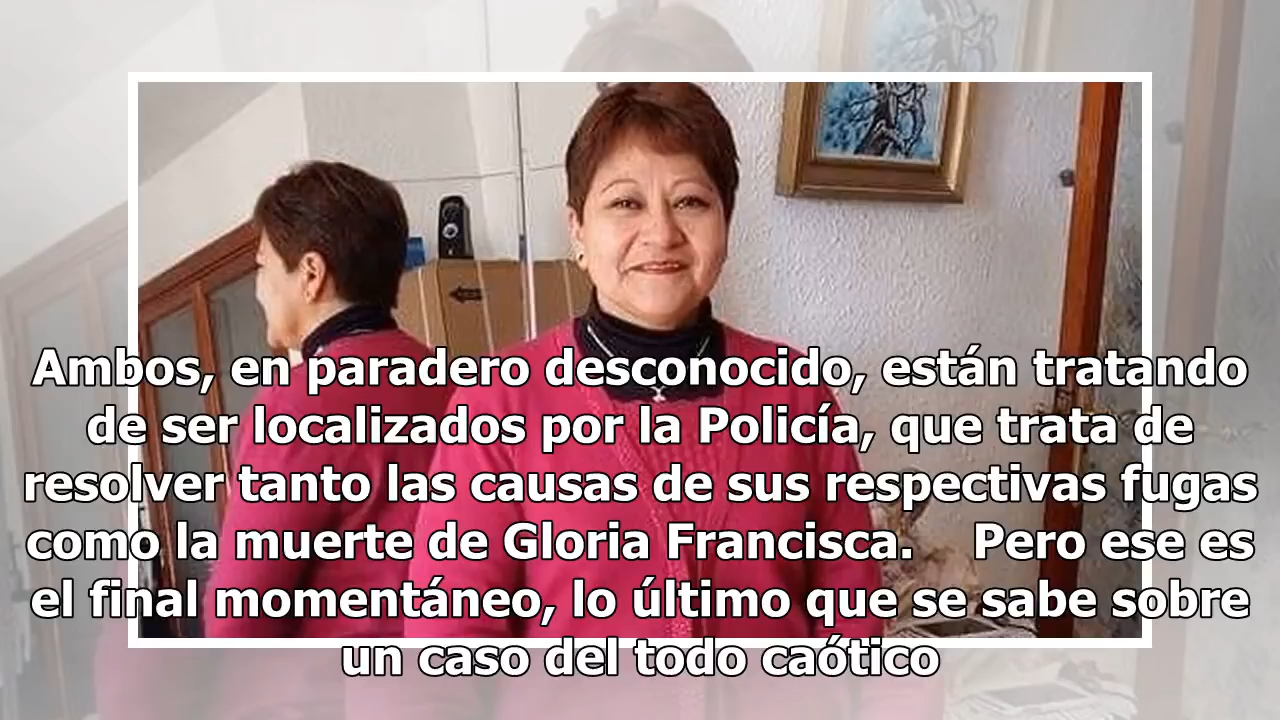 Ambos, en paradero desconocido, están tratando
de ser localizados por la Policía, que trata de
resolver tanto las causas de sus respectivas fugas
como la muerte de Gloria Francisca. Pero ese es
el final momentáneo, lo último que se sabe sobre
un caso del todo caótico